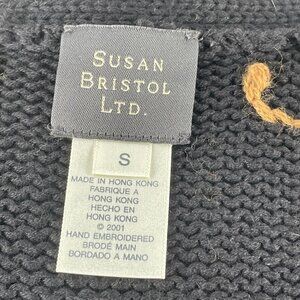 SUSAN
BRISTOL
LTD.
S
MADE IN HONG KONG
FABRIQUE A
HONG KONG
HECHO EN
HONG KONG
© 2001
HAND EMBROIDERED
BRODÉ MAIN
BORDADO A MANO